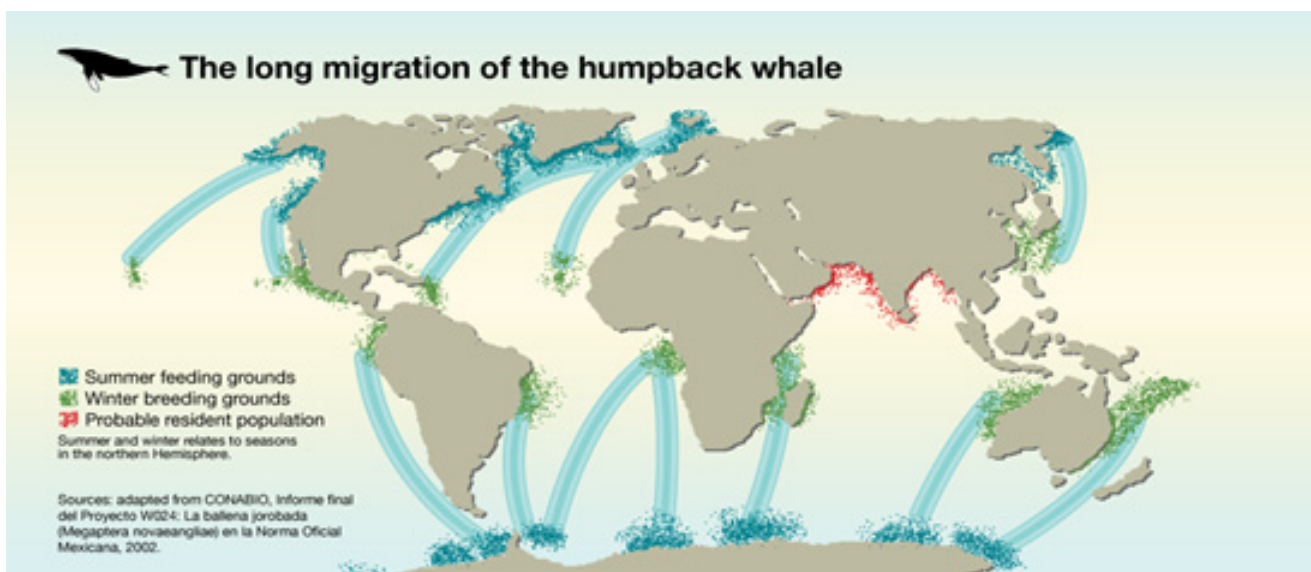 The long migration of the humpback whale
Summer feeding grounds
Winter breeding grounds
Probable resident population
Summer and winter relates to seasons
in the northern Hemisphere.
Sources: adapted from CONABIO, Informe final
del Proyecto W024: La ballena jorobada
(Megaptera novaeangliae) en la Norma Oficial
Mexicana, 2002.